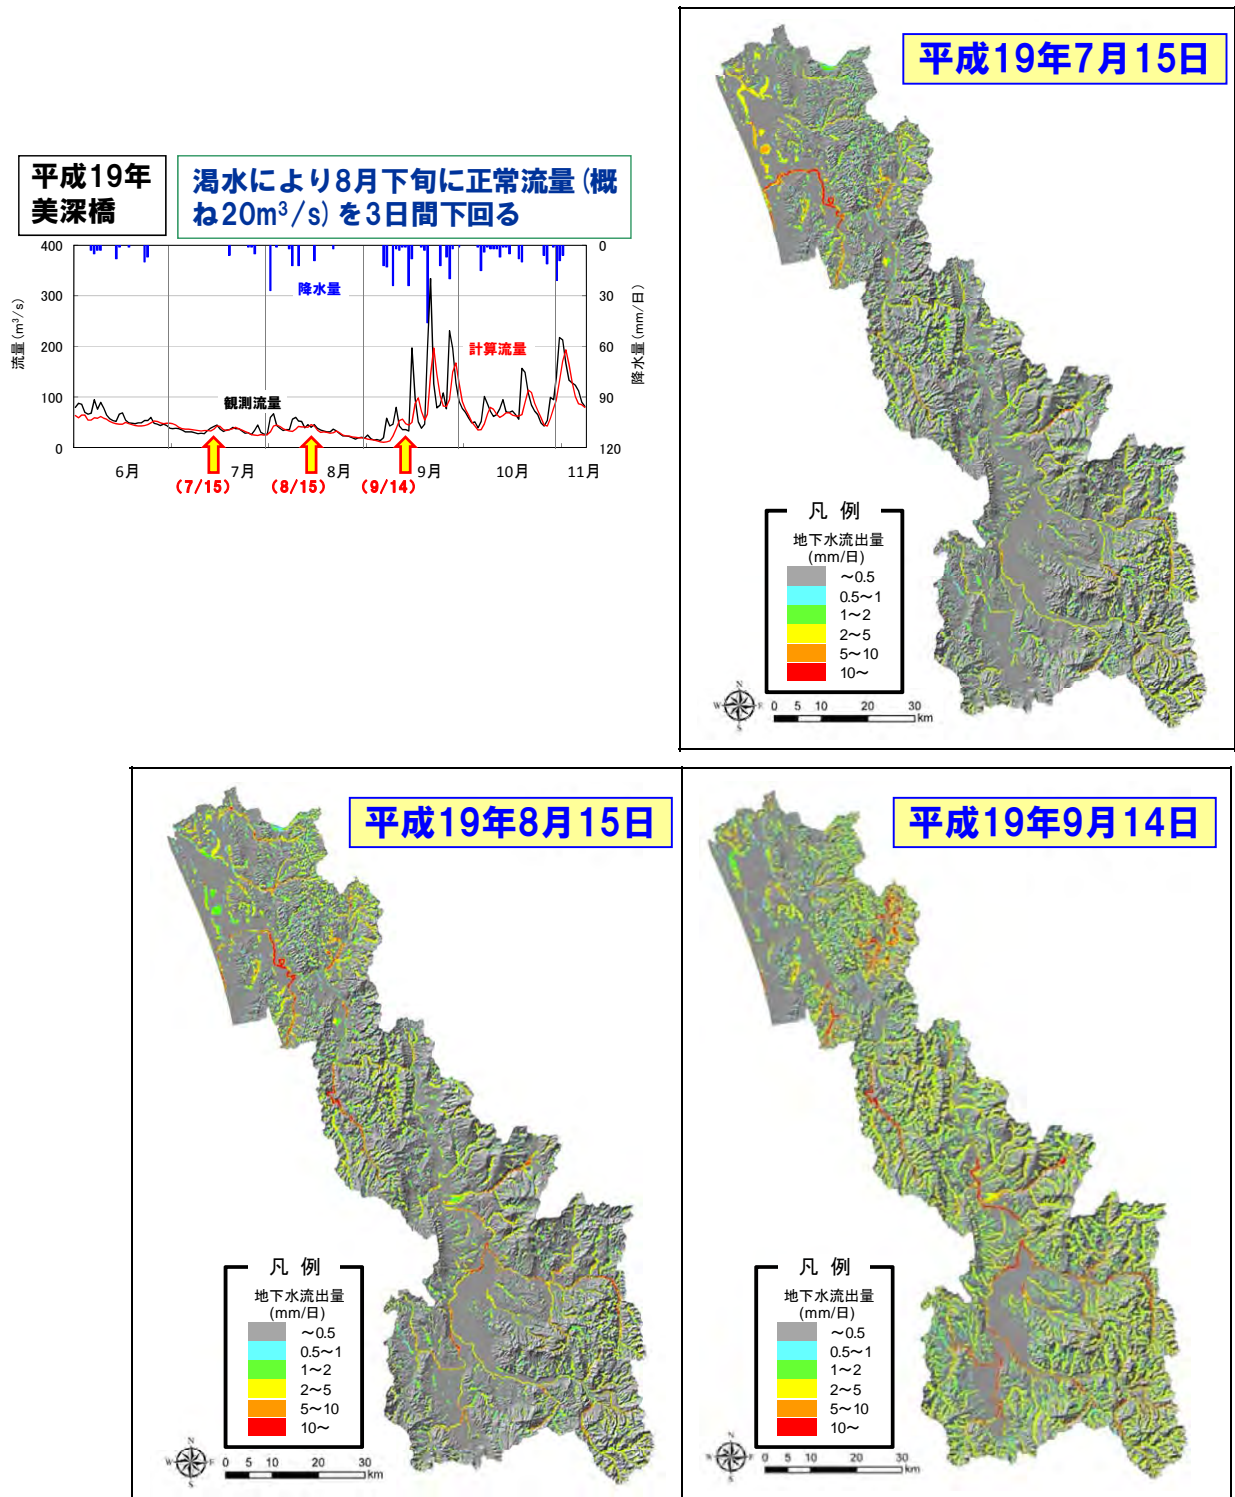 平成19年
美深橋
渇水により8月下旬に正常流量(概
ね20m³/s)を3日間下回る
400
300
200
100
0
流量(m³/s)
0
30
60
90
120
降水量(mm/日)
降水量
計算流量
観測流量
6月
7月
8月
9月
10月
11月
(7/15)
(8/15)
(9/14)
平成19年7月15日
凡 例
地下水流出量
(mm/日)
～0.5
0.5～1
1～2
2～5
5～10
10～
N
W
E
S
0 5 10 20 30
km
平成19年8月15日
凡 例
地下水流出量
(mm/日)
～0.5
0.5～1
1～2
2～5
5～10
10～
N
W
E
S
0 5 10 20 30
km
平成19年9月14日
凡 例
地下水流出量
(mm/日)
～0.5
0.5～1
1～2
2～5
5～10
10～
N
W
E
S
0 5 10 20 30
km